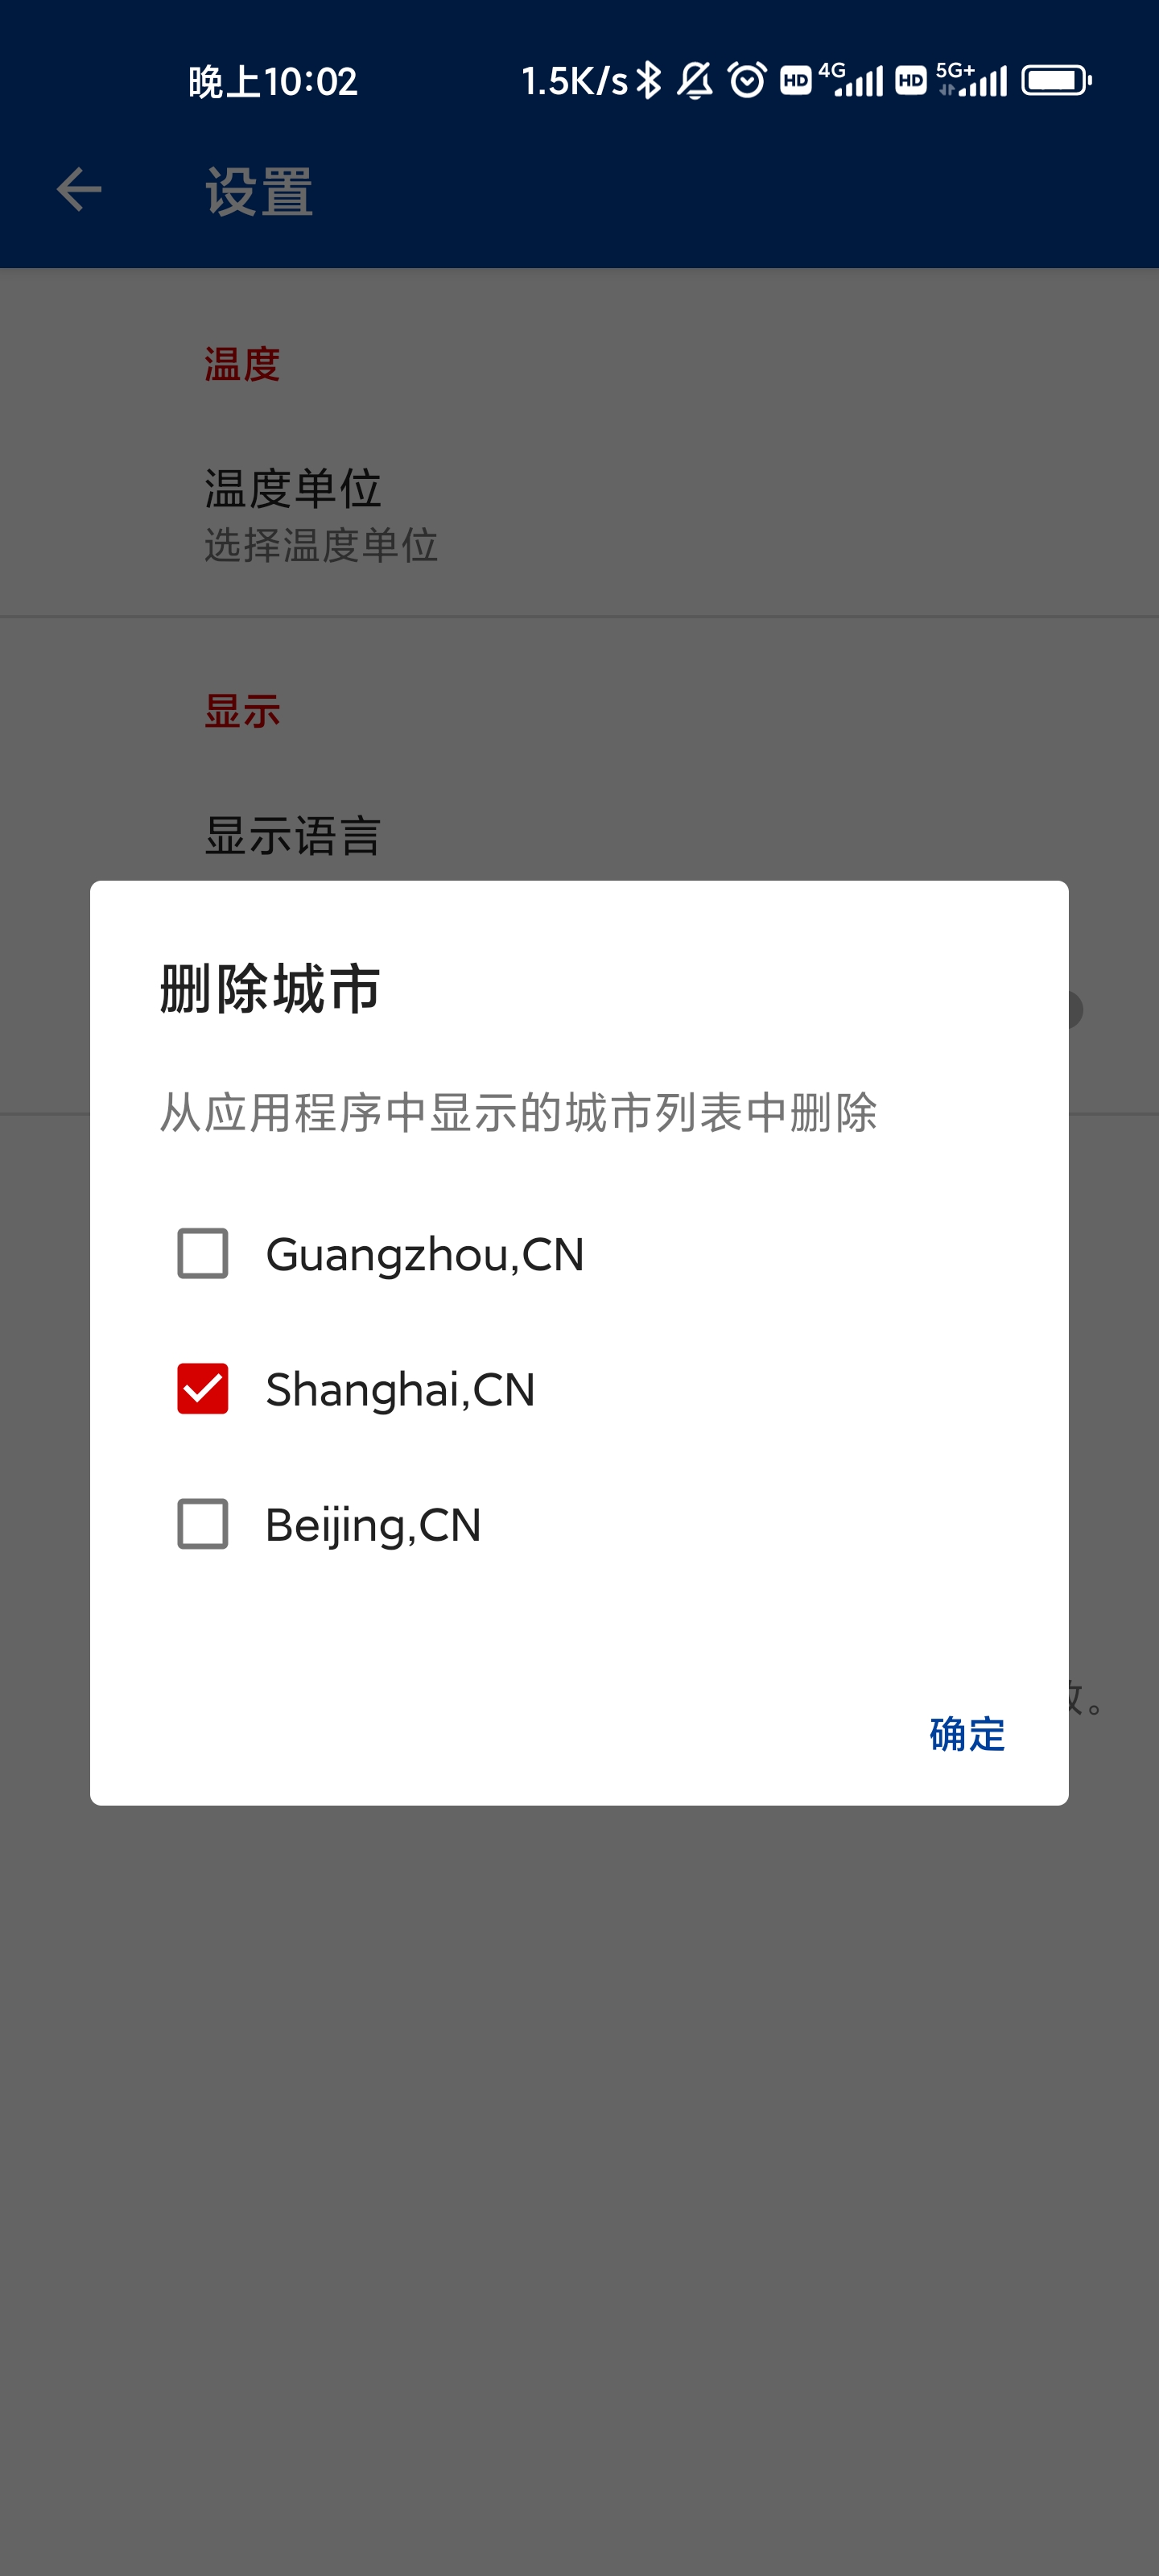 晚上10:02 1.5K/s HD 4G HD 5G+
设置
温度
温度单位
选择温度单位
显示
显示语言
删除城市
从应用程序中显示的城市列表中删除
Guangzhou,CN
Shanghai,CN
Beijing,CN
确定